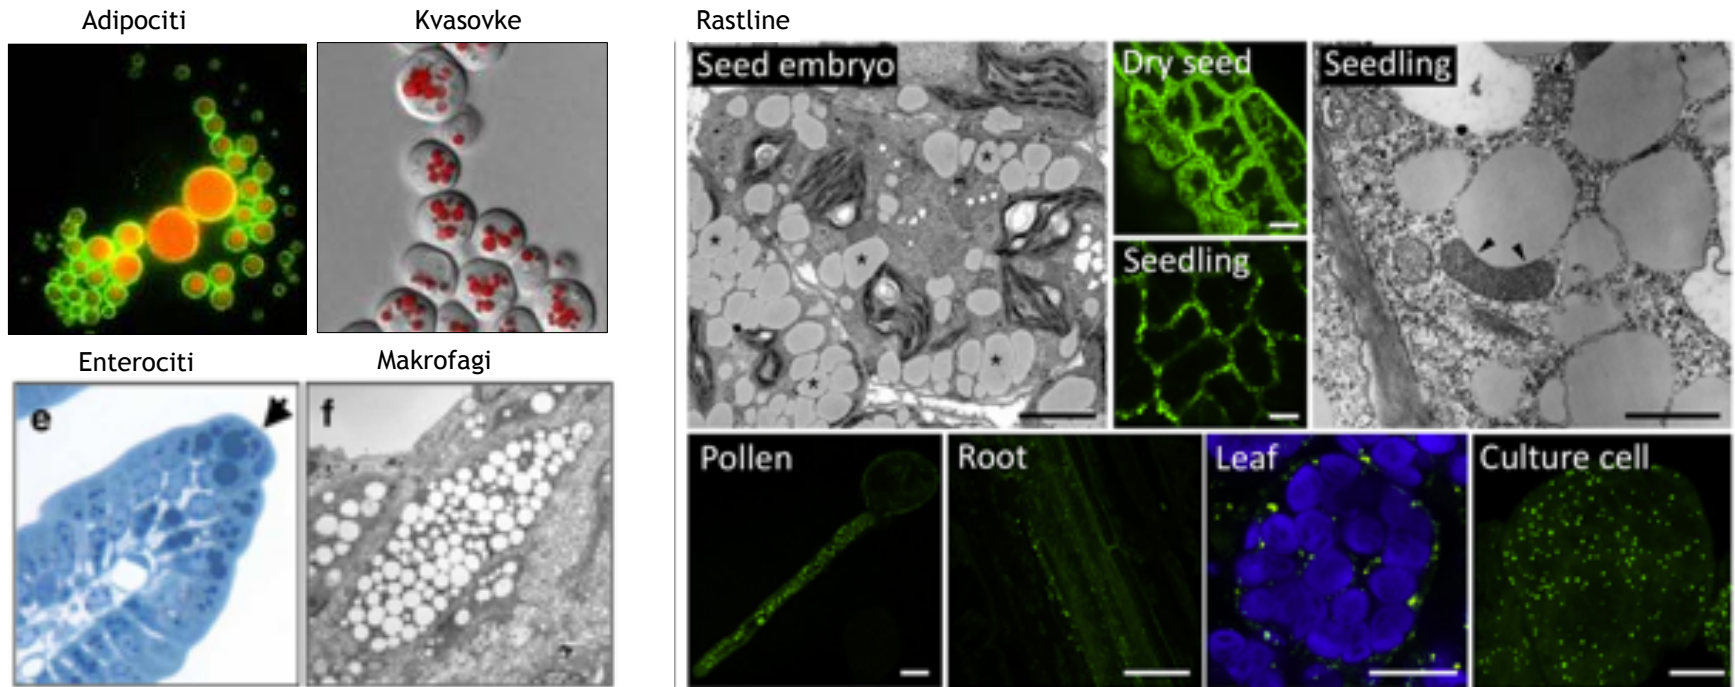 Adipociti
Kvasovke
Rastline
Seed embryo
Dry seed
Seedling
Seedling
Enterociti
Makrofagi
e
f
Pollen
Root
Leaf
Culture cell
*
*
*
*
*